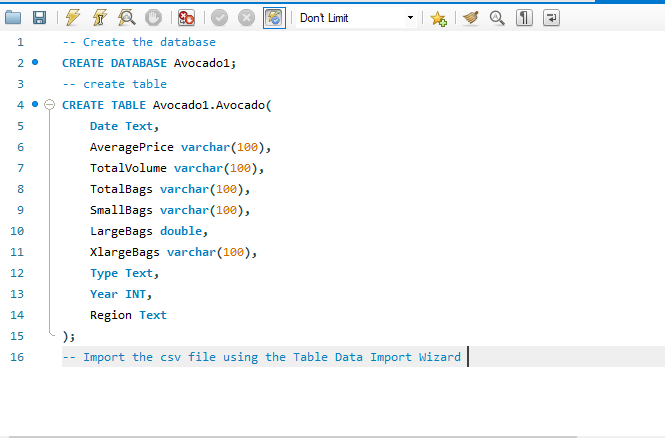 Don't Limit
1 -- Create the database
2 CREATE DATABASE Avocado1;
3 -- create table
4 CREATE TABLE Avocado1.Avocado(
5 Date Text,
6 AveragePrice varchar(100),
7 TotalVolume varchar(100),
8 TotalBags varchar(100),
9 SmallBags varchar(100),
10 LargeBags double,
11 XlargeBags varchar(100),
12 Type Text,
13 Year INT,
14 Region Text
15 );
16 -- Import the csv file using the Table Data Import Wizard